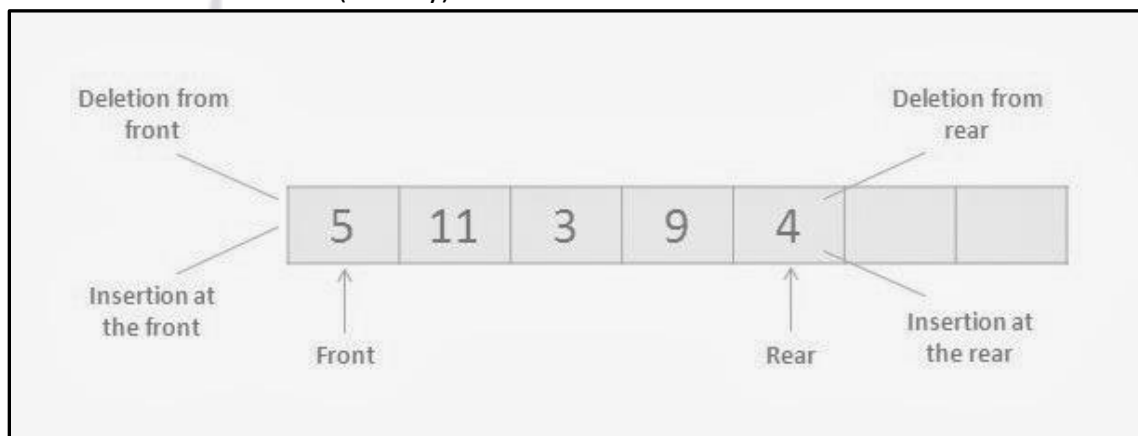 Deletion from
front
Deletion from
rear
5 11 3 9 4
Insertion at
the front
Front
Rear
Insertion at
the rear